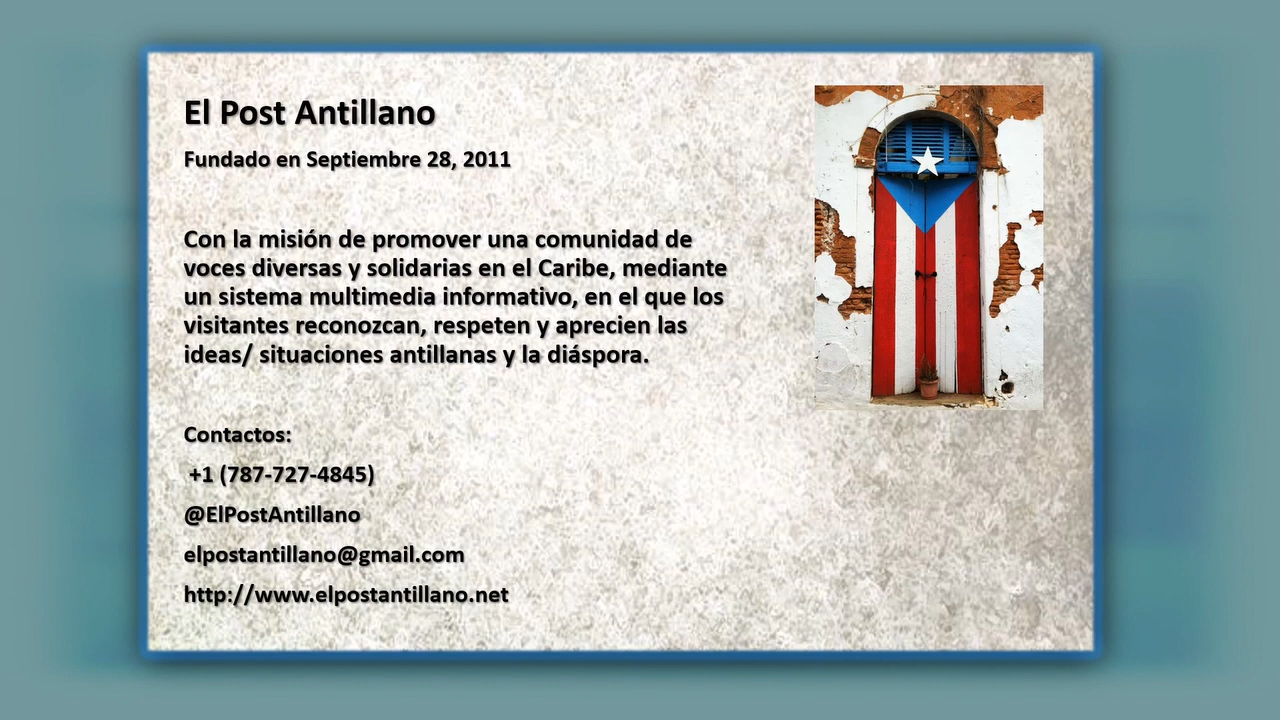 El Post Antillano
Fundado en Septiembre 28, 2011
Con la misión de promover una comunidad de
voces diversas y solidarias en el Caribe, mediante
un sistema multimedia informativo, en el que los
visitantes reconozcan, respeten y aprecien las
ideas/ situaciones antillanas y la diáspora.
Contactos:
+1 (787-727-4845)
@ElPostAntillano
elpostantillano@gmail.com
http://www.elpostantillano.net